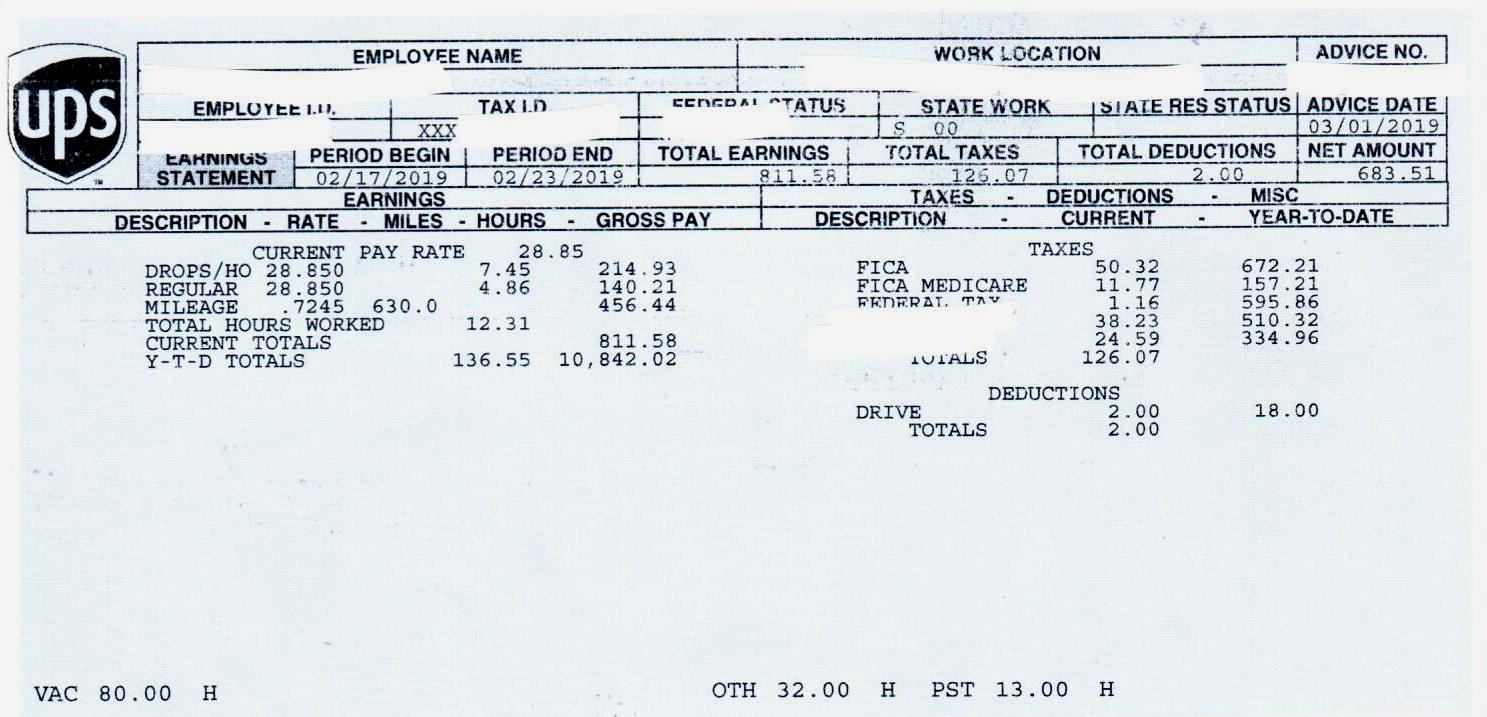 EMPLOYEE NAME WORK LOCATION ADVICE NO.
ups
EMPLOYEE I.D. TAX I.D. FEDERAL STATUS STATE WORK STATE RES STATUS ADVICE DATE
XXX S 00 03/01/2019
EARNINGS PERIOD BEGIN PERIOD END TOTAL EARNINGS TOTAL TAXES TOTAL DEDUCTIONS NET AMOUNT
STATEMENT 02/17/2019 02/23/2019 811.58 126.07 2.00 683.51
EARNINGS TAXES - DEDUCTIONS - MISC
DESCRIPTION - RATE - MILES - HOURS - GROSS PAY DESCRIPTION - CURRENT - YEAR-TO-DATE
CURRENT PAY RATE 28.85 TAXES
DROPS/HO 28.850 7.45 214.93 FICA 50.32 672.21
REGULAR 28.850 4.86 140.21 FICA MEDICARE 11.77 157.21
MILEAGE .7245 630.0 456.44 FEDERAL TAX 1.16 595.86
TOTAL HOURS WORKED 12.31 38.23 510.32
CURRENT TOTALS 811.58 24.59 334.96
Y-T-D TOTALS 136.55 10,842.02 TOTALS 126.07
DEDUCTIONS
DRIVE 2.00 18.00
TOTALS 2.00
VAC 80.00 H OTH 32.00 H PST 13.00 H